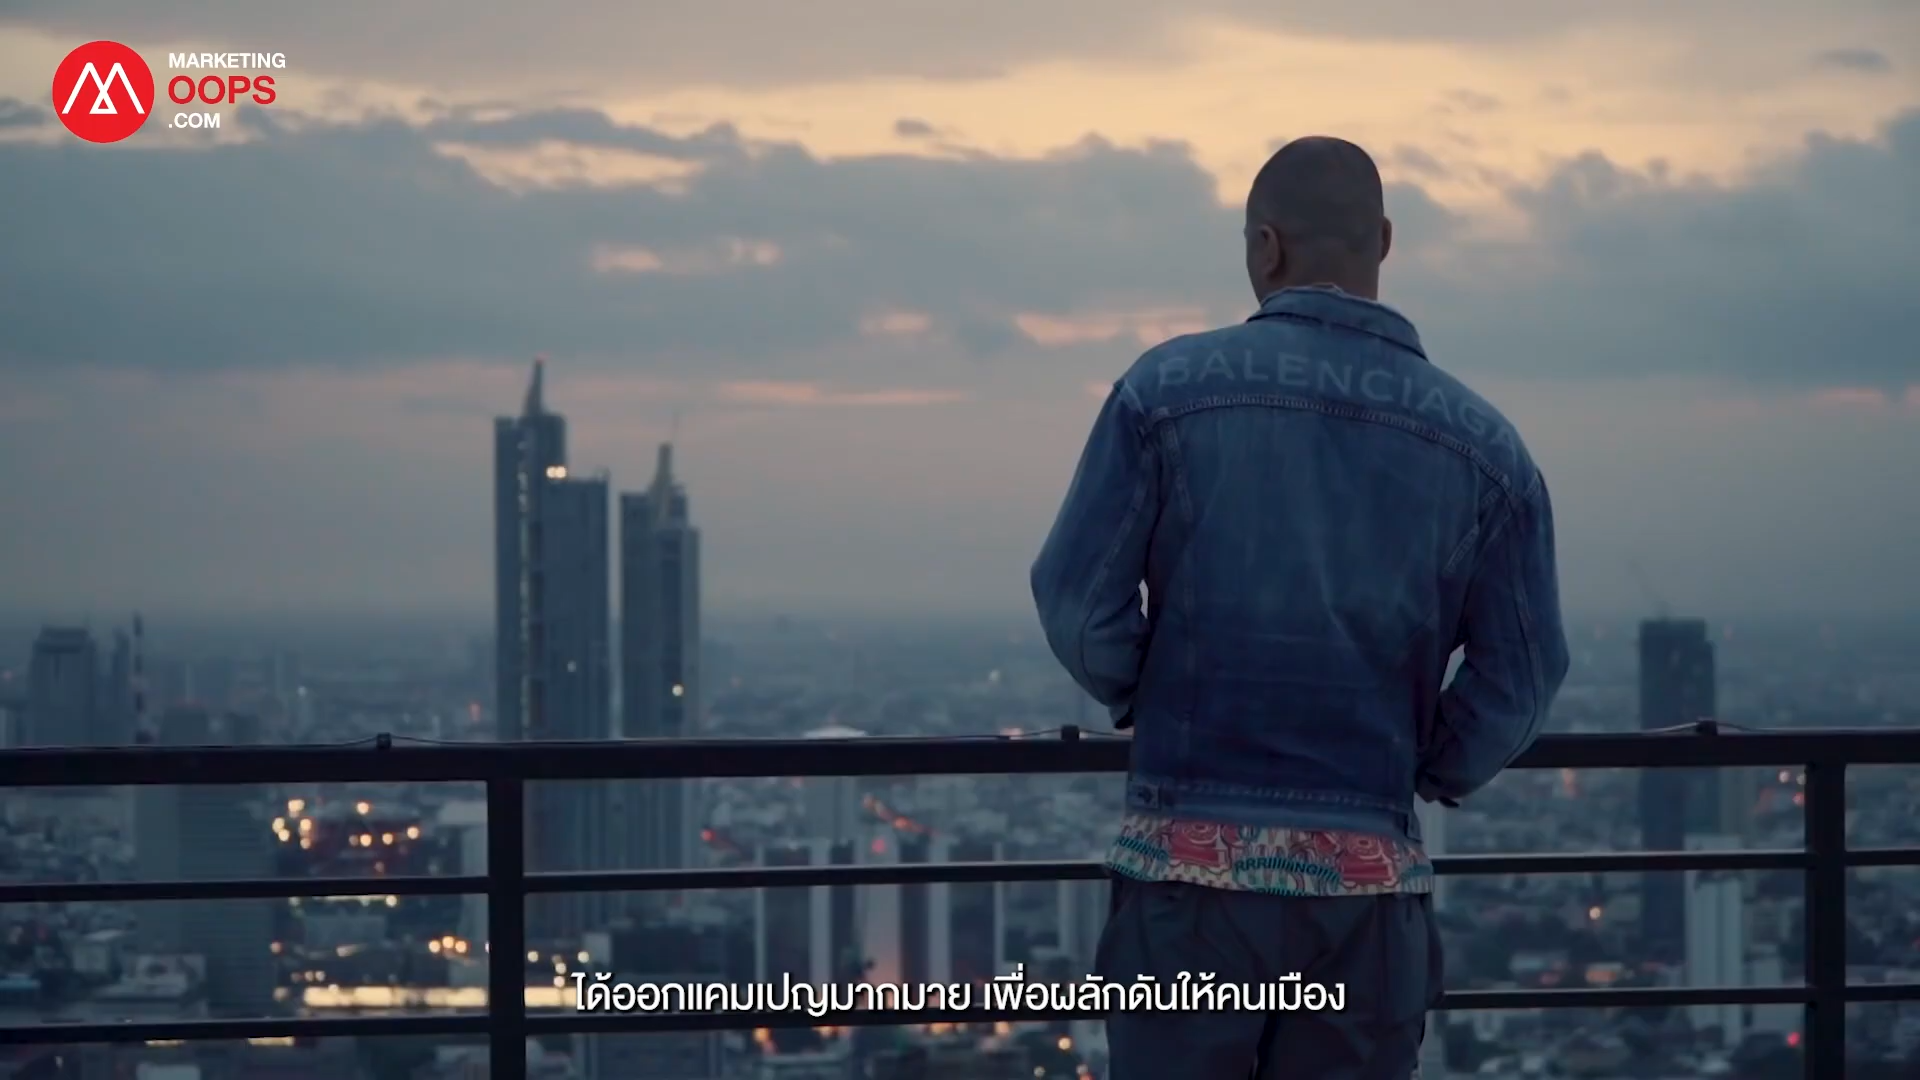 MARKETING
OOPS
.COM
BALENCIAGA
RRRIIIIINGI!!!
ได้ออกแคมเปญมากมาย เพื่อผลักดันให้คนเมือง